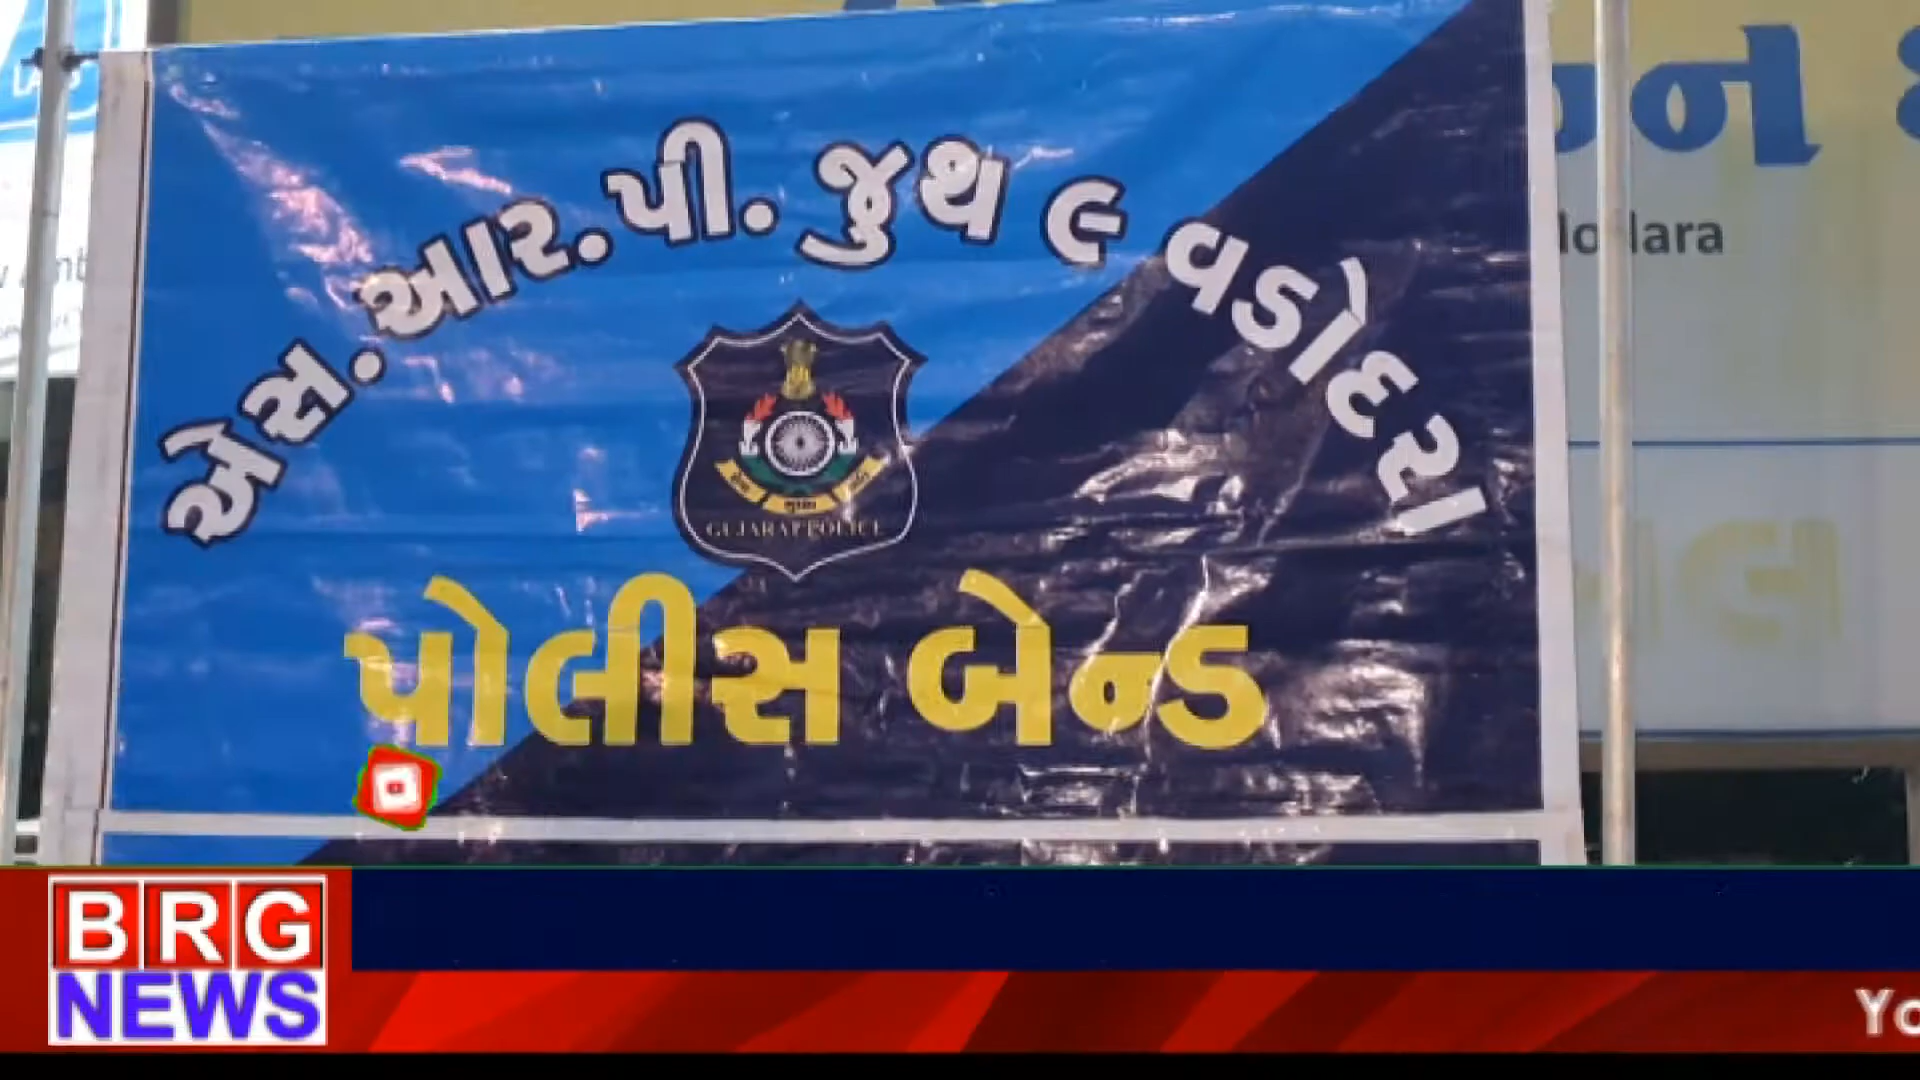 એસ.આર.પી. જુથ ૯ વડોદરા
GUJARAT POLICE
પોલીસ બેન્ડ
BRG
NEWS